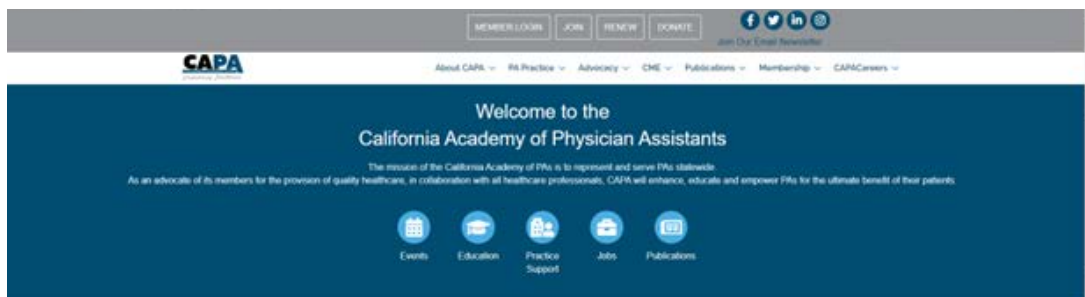 MEMBER LOGIN JOIN RENEW DONATE
Join Our Email Newsletter
CAPA
About CAPA PA Practice Advocacy CME Publications Membership CAPACareers
Welcome to the
California Academy of Physician Assistants
The mission of the California Academy of PAs is to represent and serve PAs statewide.
As an advocate of its members for the provision of quality healthcare, in collaboration with all healthcare professionals, CAPA will enhance, educate and empower PAs for the ultimate benefit of their patients.
Events Education Practice Jobs Publications
Support